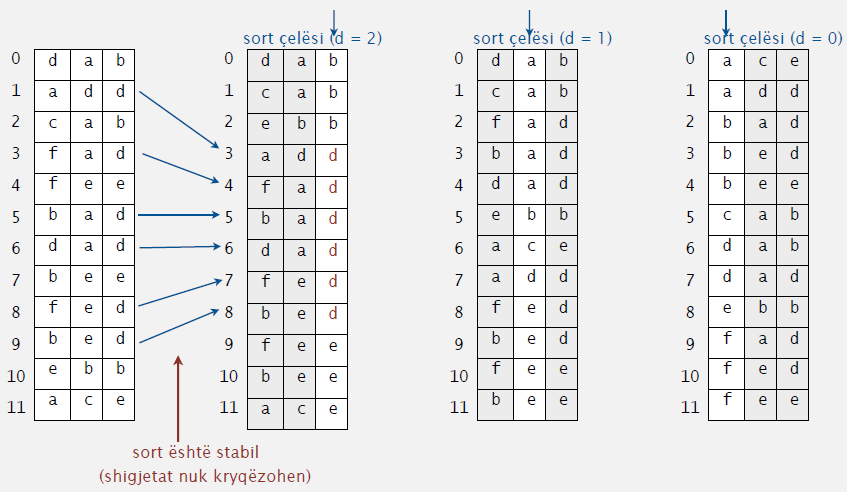 sort çelësi (d = 2) sort çelësi (d = 1) sort çelësi (d = 0)
0 d a b 0 d a b 0 d a b 0 a c e
1 a d d 1 c a b 1 c a b 1 a d d
2 c a b 2 e b b 2 f a d 2 b a d
3 f a d 3 a d d 3 b a d 3 b e d
4 f e e 4 f a d 4 d a d 4 b e e
5 b a d 5 b a d 5 e b b 5 c a b
6 d a d 6 d a d 6 a c e 6 d a b
7 b e e 7 f e d 7 a d d 7 d a d
8 f e d 8 b e d 8 f e d 8 e b b
9 b e d 9 f e e 9 b e d 9 f a d
10 e b b 10 b e e 10 f e e 10 f e d
11 a c e 11 a c e 11 b e e 11 f e e
sort është stabil
(shigjetat nuk kryqëzohen)